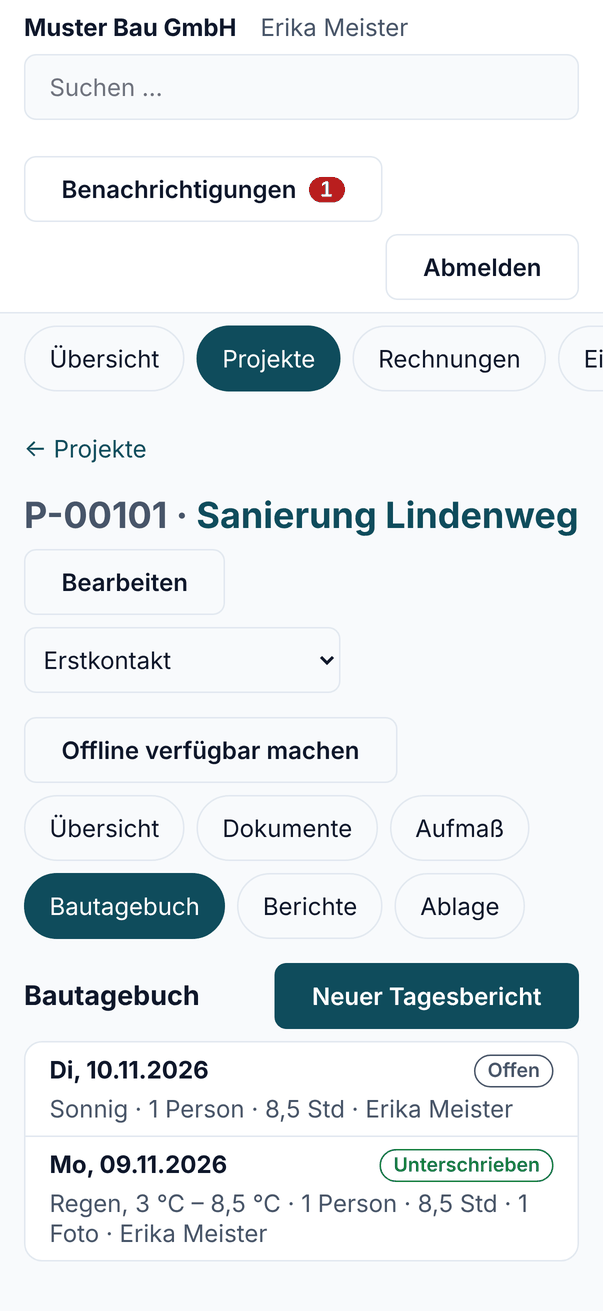 Muster Bau GmbH Erika Meister
Suchen ...
Benachrichtigungen 1
Abmelden
Übersicht Projekte Rechnungen Ei
← Projekte
P-00101 · Sanierung Lindenweg
Bearbeiten
Erstkontakt
Offline verfügbar machen
Übersicht Dokumente Aufmaß
Bautagebuch Berichte Ablage
Bautagebuch Neuer Tagesbericht
Di, 10.11.2026 Offen
Sonnig · 1 Person · 8,5 Std · Erika Meister
Mo, 09.11.2026 Unterschrieben
Regen, 3 °C – 8,5 °C · 1 Person · 8,5 Std · 1
Foto · Erika Meister